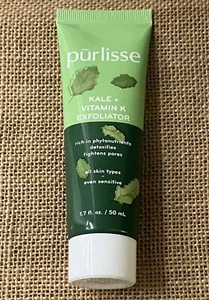 pūrlisse
KALE +
VITAMIN K
EXFOLIATOR
rich in phytonutrients
detoxifies
tightens pores
all skin types -
even sensitive
1.7 fl. oz. / 50 mL